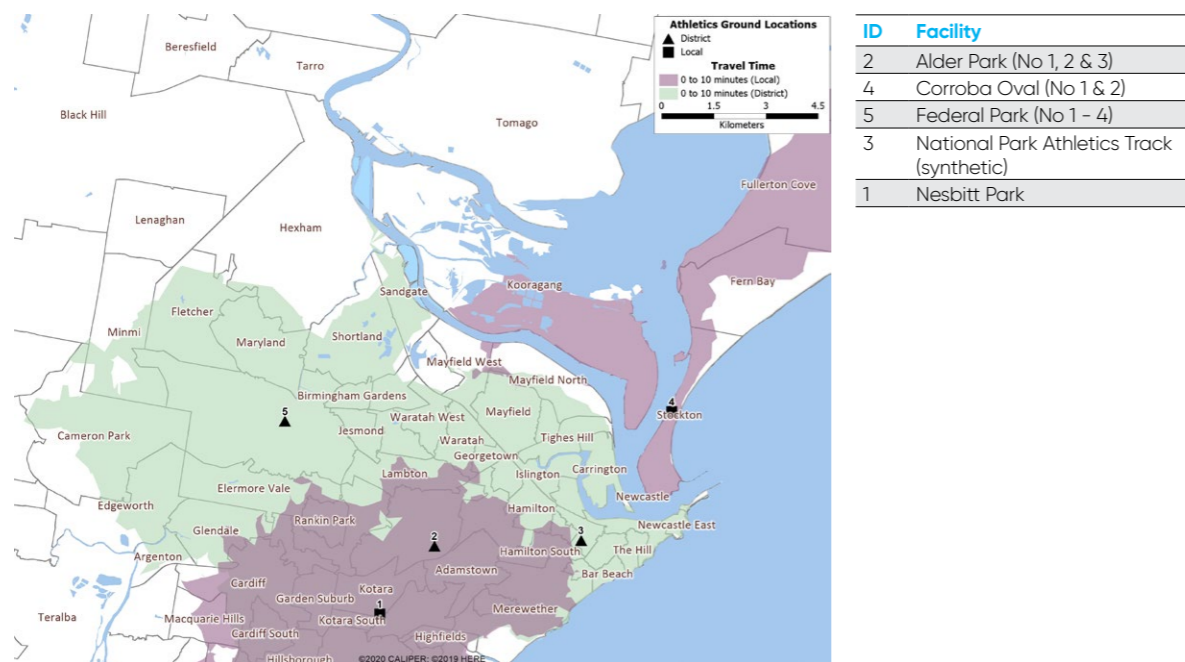 Athletics Ground Locations
District
Local
Travel Time
0 to 10 minutes (Local)
0 to 10 minutes (District)
0 1.5 3 4.5
Kilometers
Beresfield
Tarro
Black Hill
Tomago
Fullerton Cove
Lenaghan
Hexham
Kooragang
Fern Bay
Sandgate
Fletcher
Minmi
Maryland
Shortland
Mayfield West
Mayfield North
Birmingham Gardens
5
4
Mayfield
Stockton
Waratah West
Cameron Park
Jesmond
Waratah
Tighes Hill
Georgetown
Lambton
Islington
Carrington
Elermore Vale
Newcastle
Edgeworth
Hamilton
Rankin Park
Newcastle East
Glendale
2
3
Hamilton South
The Hill
Argenton
Adamstown
Bar Beach
Cardiff
Kotara
Garden Suburb
1
Merewether
Teralba
Macquarie Hills
Kotara South
Cardiff South
Highfields
Hillsborough
©2020 CALIPER; ©2019 HERE
ID Facility
2 Alder Park (No 1, 2 & 3)
4 Corroba Oval (No 1 & 2)
5 Federal Park (No 1 - 4)
3 National Park Athletics Track
(synthetic)
1 Nesbitt Park